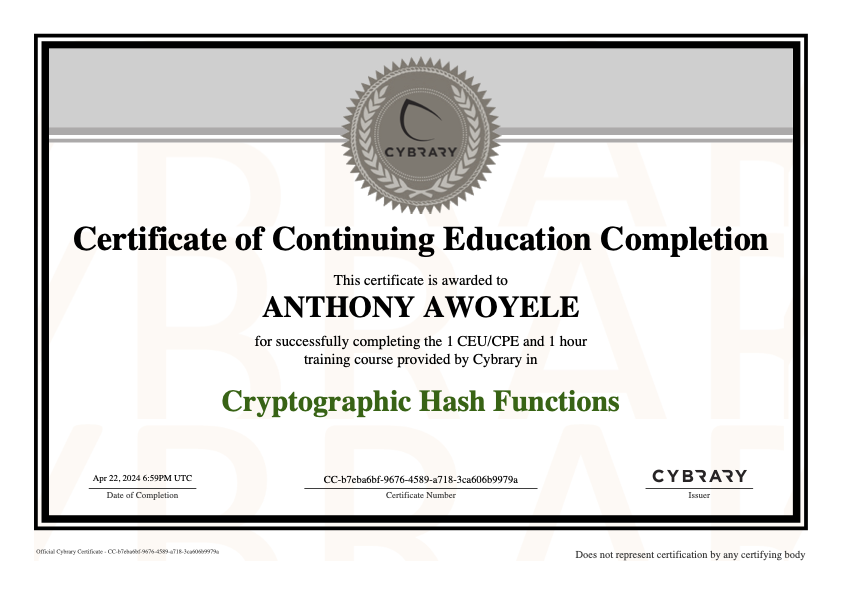 CYBRARY
Certificate of Continuing Education Completion
This certificate is awarded to
ANTHONY AWOYELE
for successfully completing the 1 CEU/CPE and 1 hour
training course provided by Cybrary in
Cryptographic Hash Functions
Apr 22, 2024 6:59PM UTC
Date of Completion
CC-b7eba6bf-9676-4589-a718-3ca606b9979a
Certificate Number
CYBRARY
Issuer
Official Cybrary Certificate - CC-b7eba6bf-9676-4589-a718-3ca606b9979a
Does not represent certification by any certifying body